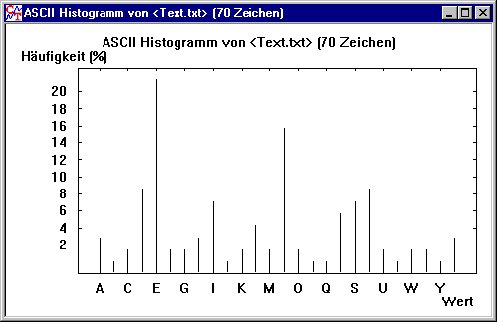 ASCII Histogramm von <Text.txt> (70 Zeichen)
ASCII Histogramm von <Text.txt> (70 Zeichen)
Häufigkeit (%)
20
18
16
14
12
10
8
6
4
2
A C E G I K M O Q S U W Y
Wert